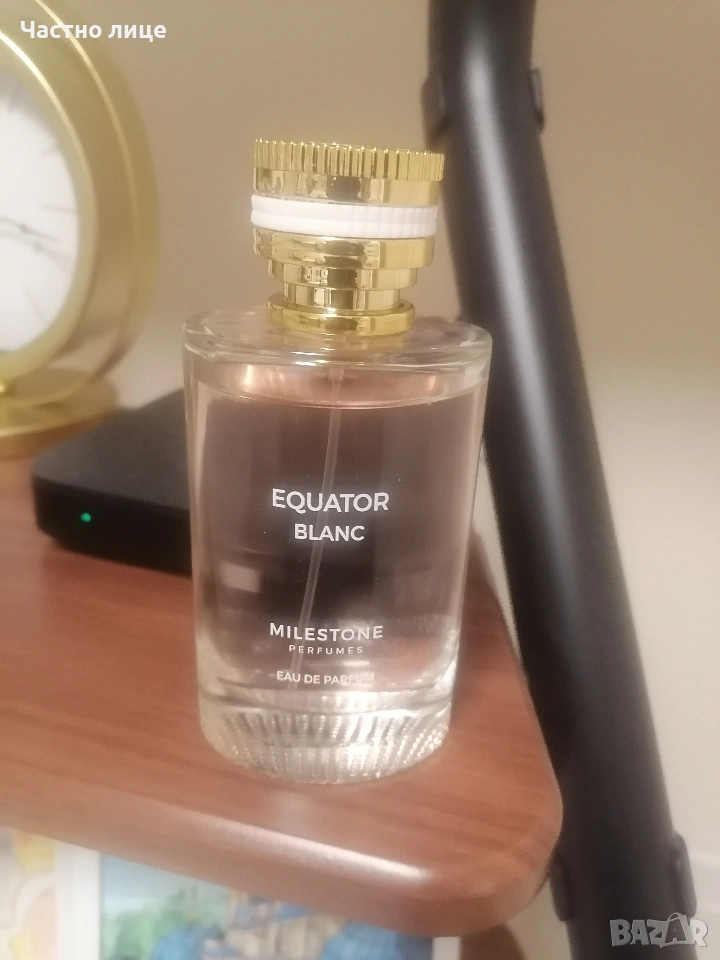 Частно лице
EQUATOR
BLANC
MILESTONE
PERFUMES
EAU DE PARFUM
BAZAR